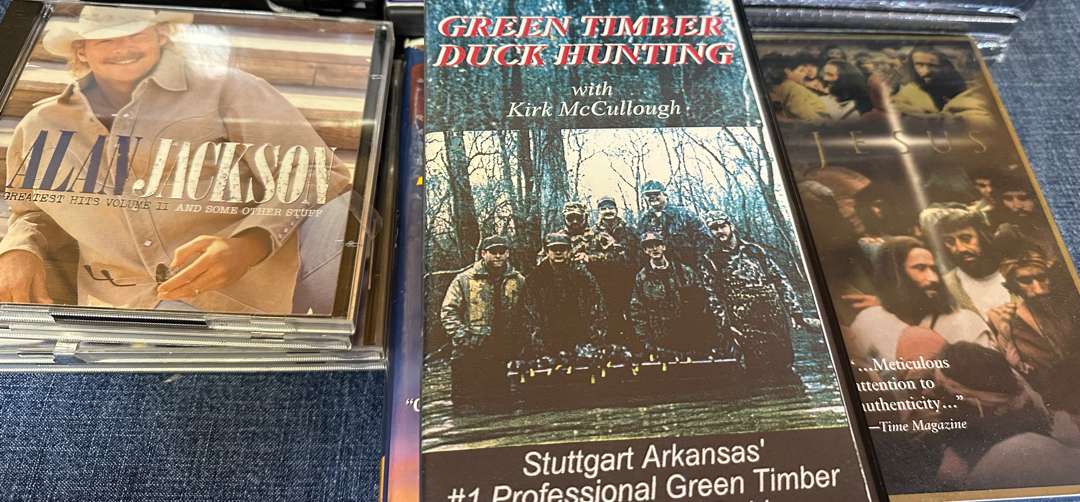 ALAN JACKSON
GREATEST HITS VOLUME II AND SOME OTHER STUFF
GREEN TIMBER
DUCK HUNTING
with
Kirk McCullough
Stuttgart Arkansas'
#1 Professional Green Timber
JESUS
"...Meticulous
attention to
authenticity..."
—Time Magazine